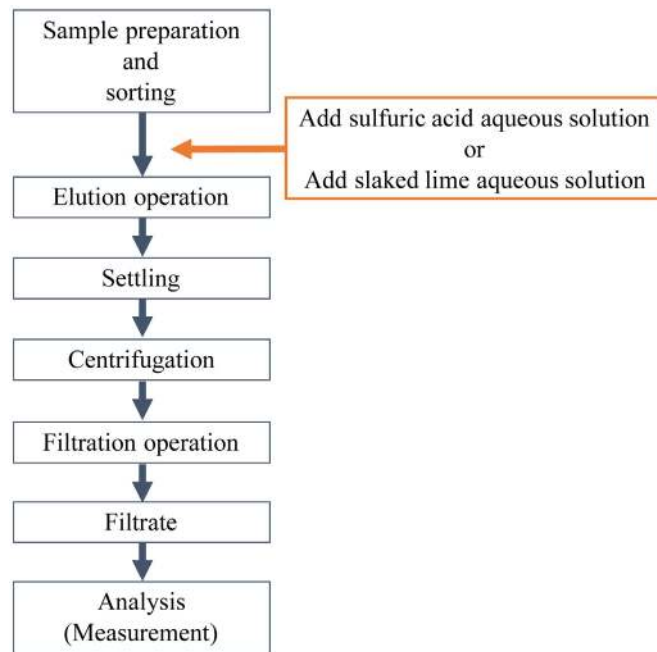 Sample preparation
and
sorting
Add sulfuric acid aqueous solution
or
Add slaked lime aqueous solution
Elution operation
Settling
Centrifugation
Filtration operation
Filtrate
Analysis
(Measurement)